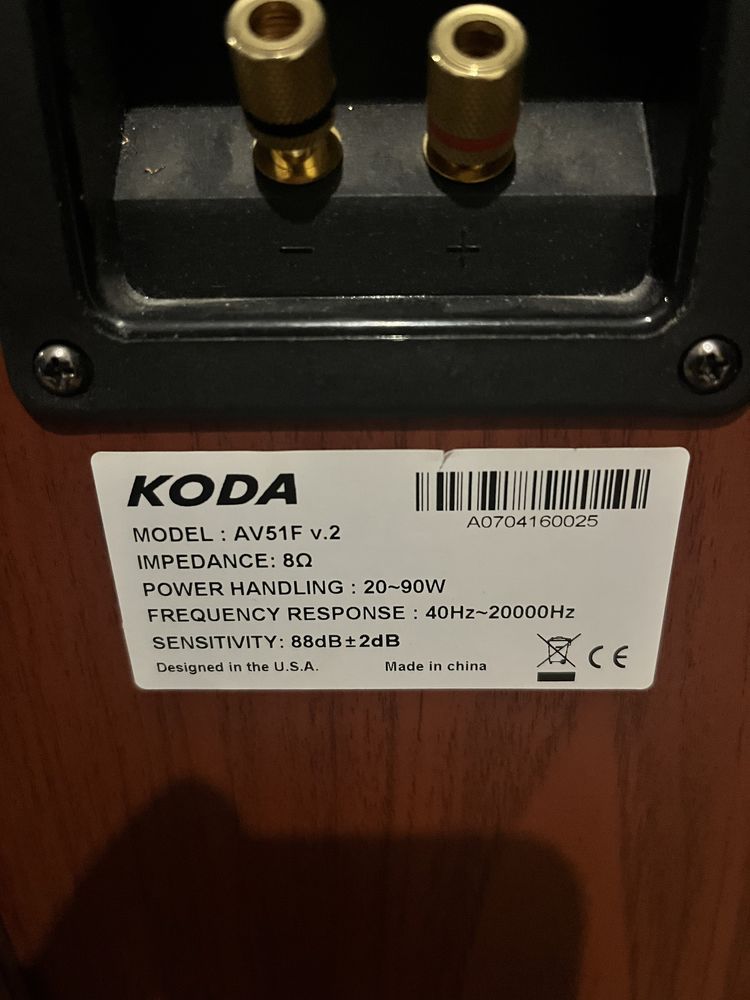 − +
KODA
A0704160025
MODEL : AV51F v.2
IMPEDANCE: 8Ω
POWER HANDLING : 20~90W
FREQUENCY RESPONSE : 40Hz~20000Hz
SENSITIVITY: 88dB±2dB
Designed in the U.S.A. Made in china
CE